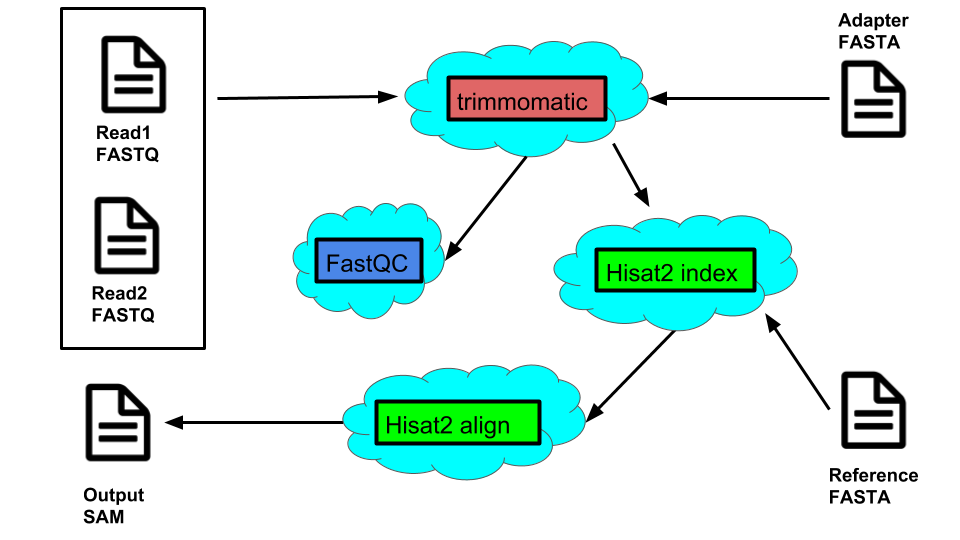 Read1
FASTQ
Read2
FASTQ
trimmomatic
Adapter
FASTA
FastQC
Hisat2 index
Hisat2 align
Output
SAM
Reference
FASTA